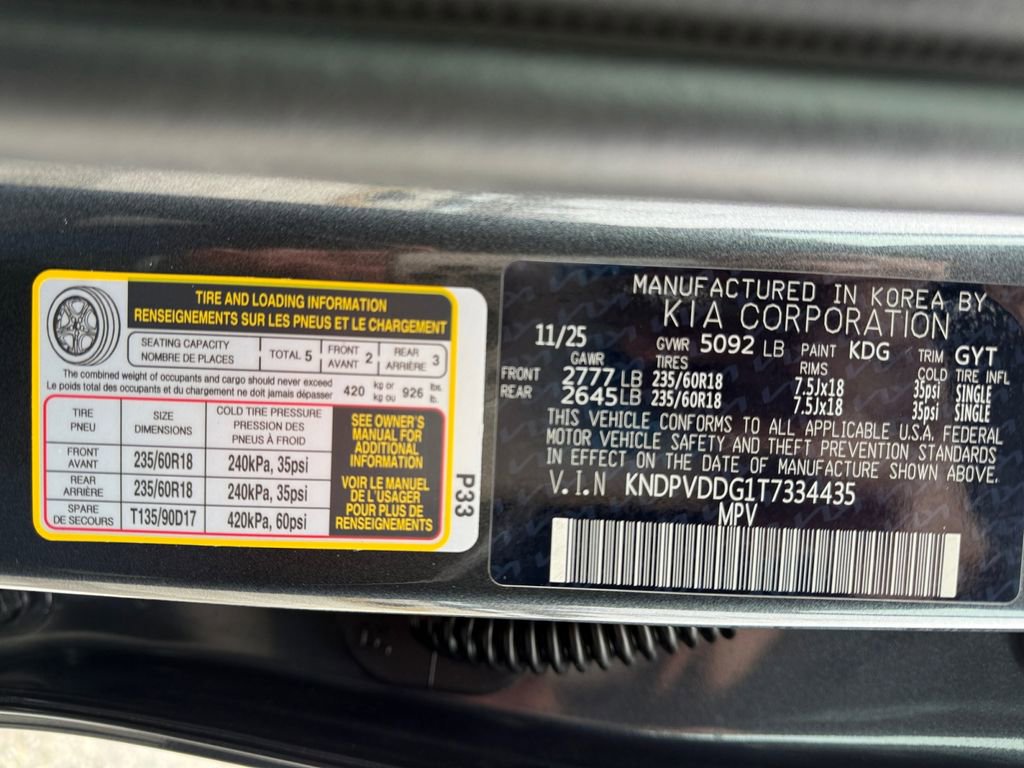 TIRE AND LOADING INFORMATION
RENSEIGNEMENTS SUR LES PNEUS ET LE CHARGEMENT
SEATING CAPACITY
NOMBRE DE PLACES
TOTAL 5
FRONT
AVANT 2
REAR
ARRIÈRE 3
The combined weight of occupants and cargo should never exceed
Le poids total des occupants et du chargement ne doit jamais dépasser
420 kg or
kg ou
926 lbs.
lb.
TIRE
PNEU
SIZE
DIMENSIONS
COLD TIRE PRESSURE
PRESSION DES
PNEUS À FROID
FRONT
AVANT
235/60R18
240kPa, 35psi
REAR
ARRIÈRE
235/60R18
240kPa, 35psi
SPARE
DE SECOURS
T135/90D17
420kPa, 60psi
SEE OWNER'S
MANUAL FOR
ADDITIONAL
INFORMATION
VOIR LE MANUEL
DE L'USAGER
POUR PLUS DE
RENSEIGNEMENTS
P33
MANUFACTURED IN KOREA BY
KIA CORPORATION
11/25 GVWR 5092 LB PAINT KDG TRIM GYT
GAWR TIRES RIMS COLD TIRE INFL
FRONT 2777 LB 235/60R18 7.5Jx18 35psi SINGLE
REAR 2645 LB 235/60R18 7.5Jx18 35psi SINGLE
THIS VEHICLE CONFORMS TO ALL APPLICABLE U.S.A. FEDERAL
MOTOR VEHICLE SAFETY AND THEFT PREVENTION STANDARDS
IN EFFECT ON THE DATE OF MANUFACTURE SHOWN ABOVE.
V.I.N KNDPVDDG1T7334435
MPV